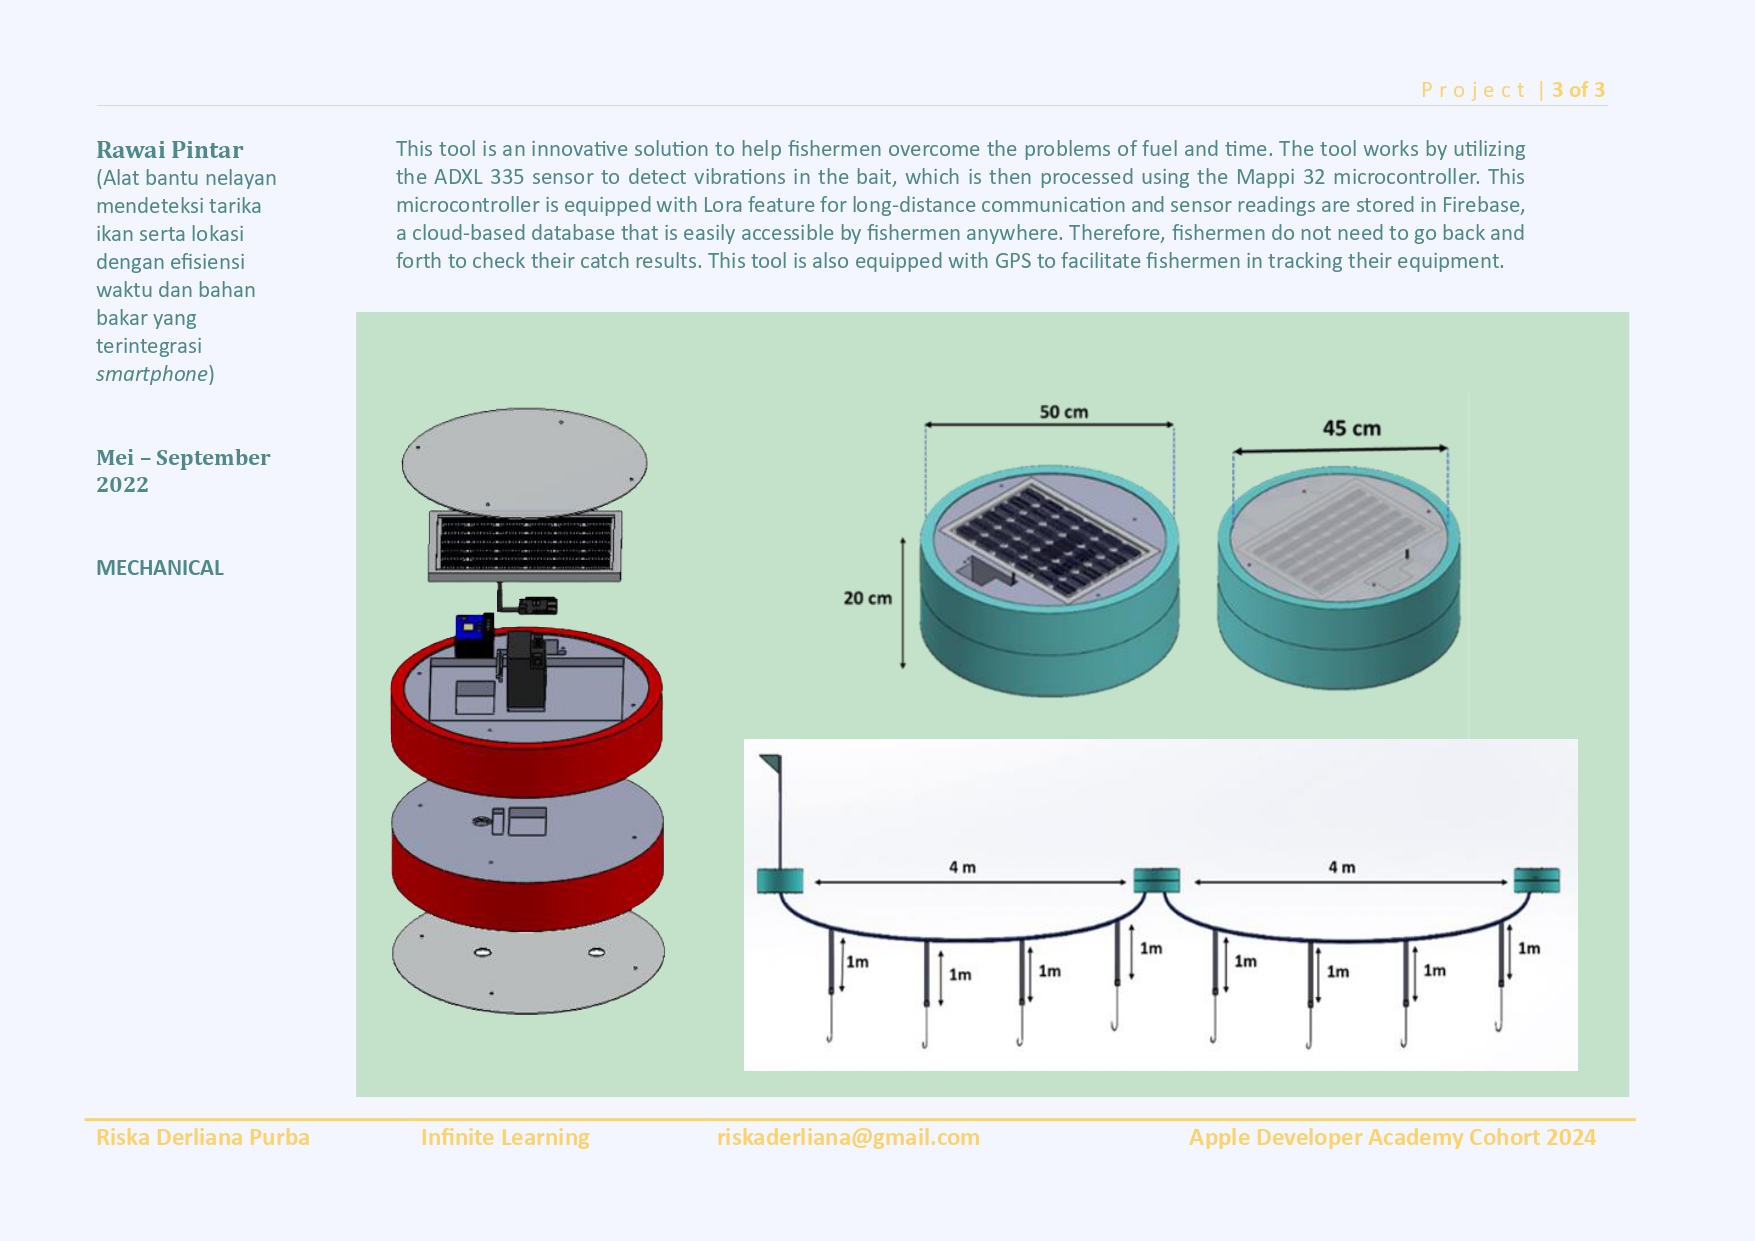 Project | 3 of 3
Rawai Pintar
(Alat bantu nelayan
mendeteksi tarika
ikan serta lokasi
dengan efisiensi
waktu dan bahan
bakar yang
terintegrasi
smartphone)
Mei – September
2022
MECHANICAL
This tool is an innovative solution to help fishermen overcome the problems of fuel and time. The tool works by utilizing
the ADXL 335 sensor to detect vibrations in the bait, which is then processed using the Mappi 32 microcontroller. This
microcontroller is equipped with Lora feature for long-distance communication and sensor readings are stored in Firebase,
a cloud-based database that is easily accessible by fishermen anywhere. Therefore, fishermen do not need to go back and
forth to check their catch results. This tool is also equipped with GPS to facilitate fishermen in tracking their equipment.
50 cm
45 cm
20 cm
4 m
4 m
1m
1m
1m
1m
1m
1m
1m
1m
Riska Derliana Purba
Infinite Learning
riskaderliana@gmail.com
Apple Developer Academy Cohort 2024